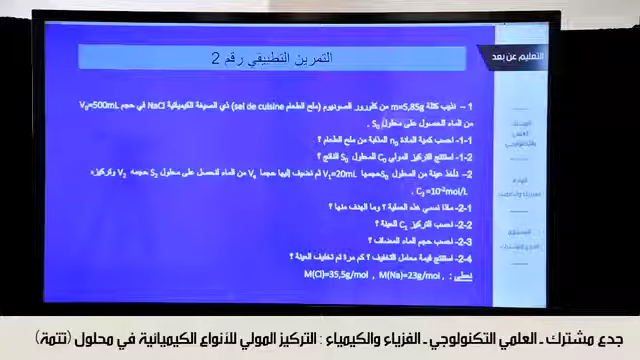 التمرين التطبيقي رقم 2
التعليم عن بعد
1 – نذيب كتلة m=5,85g من كلورور الصوديوم (ملح الطعام sel de cuisine) ذي الصيغة الكيميائية NaCl في حجم V₀=500mL
من الماء للحصول على محلول S₀ .
1-1- احسب كمية المادة n₀ المذابة من ملح الطعام ؟
1-2- استنتج التركيز المولي C₀ للمحلول S₀ الناتج ؟
2– نأخذ عينة من المحلول S₀ حجمها V₁=20mL ثم نضيف إليها حجما Vₑ من الماء لنحصل على محلول S₂ حجمه V₂ وتركيزه
C₂=10⁻²mol/L .
2-1- ماذا نسمي هذه العملية ؟ وما الهدف منها ؟
2-2- احسب التركيز C₁ للعينة ؟
2-3- احسب حجم الماء المضاف ؟
2-4- استنتج قيمة معامل التخفيف ؟ كم مرة تم تخفيف العينة ؟
نعطي : M(Cl)=35,5g/mol , M(Na)=23g/mol ,
جدع مشترك ـ العلمي التكنولوجي ـ الفزياء والكيمياء : التركيز المولي للأنواع الكيميائية في محلول (تتمة)